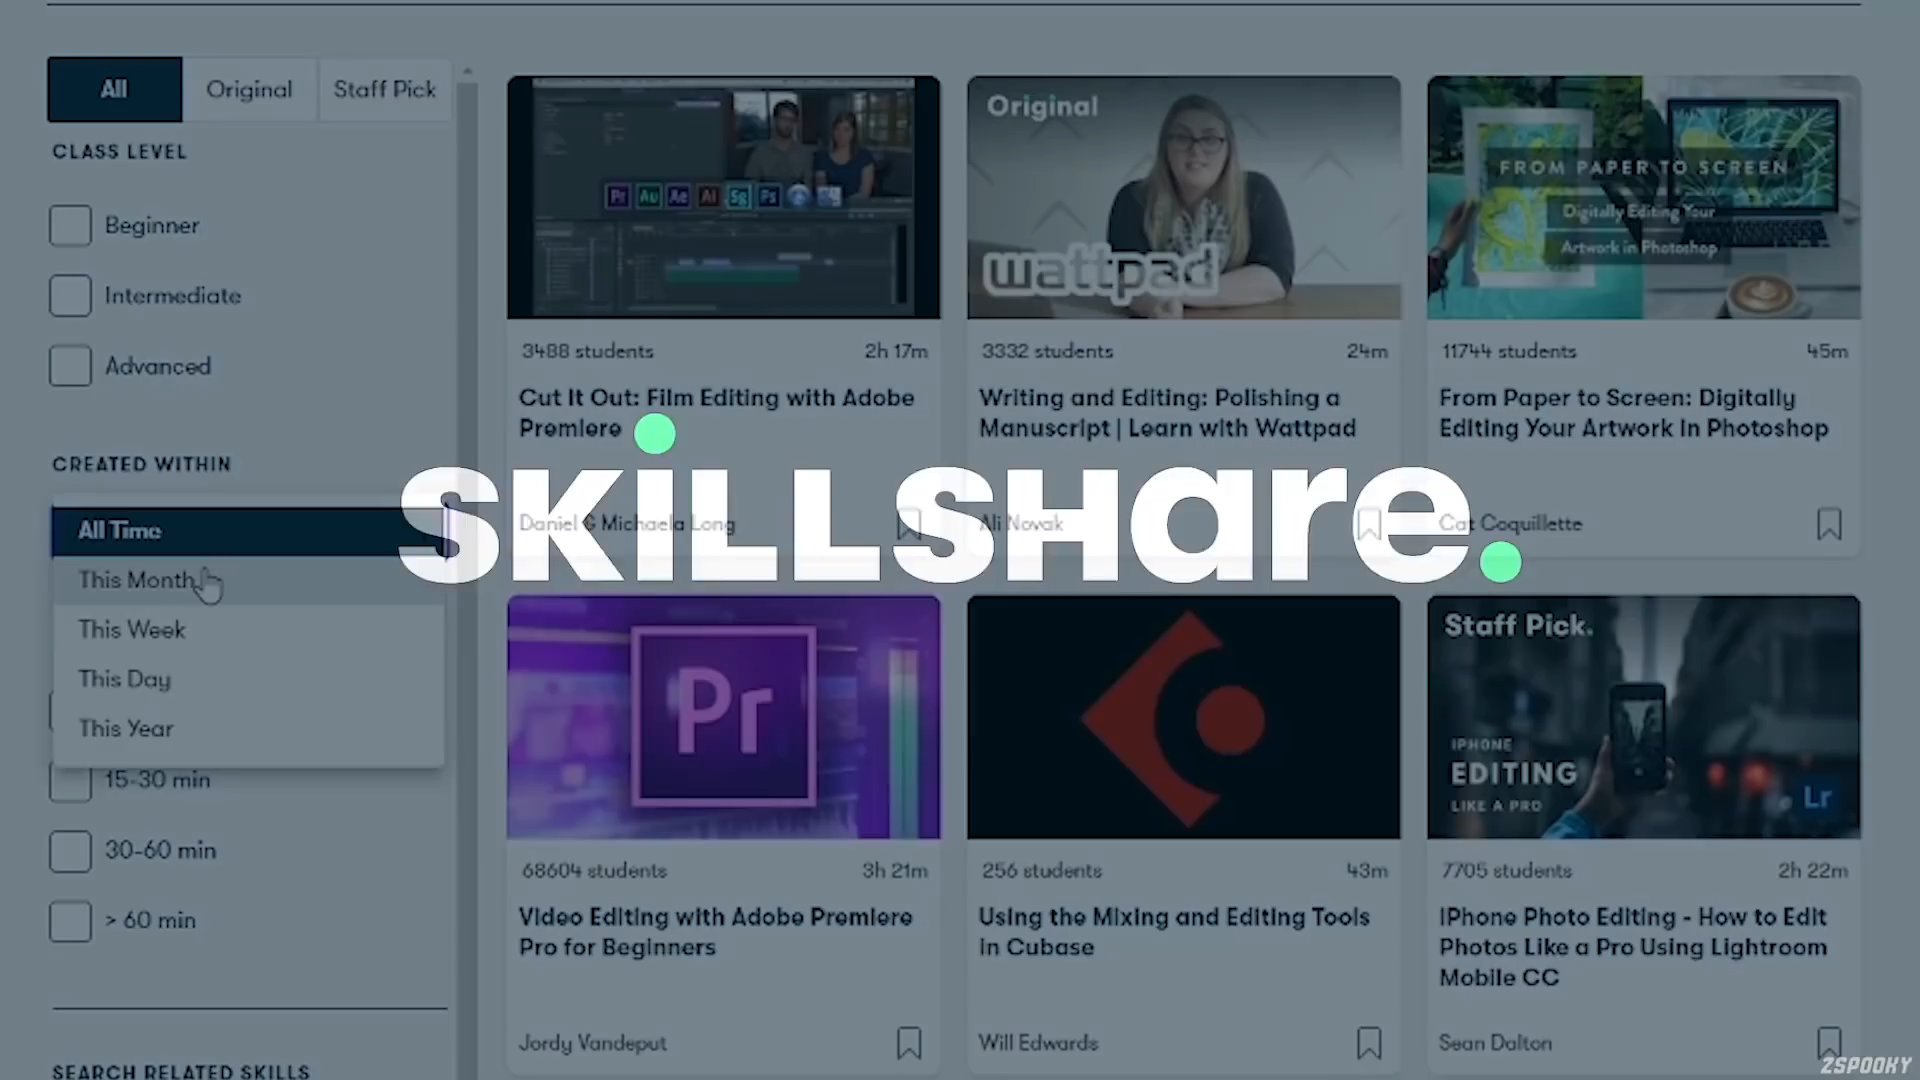 All
Original
Staff Pick
CLASS LEVEL
Beginner
Intermediate
Advanced
CREATED WITHIN
All Time
This Month
This Week
This Day
This Year
15-30 min
30-60 min
> 60 min
SEARCH RELATED SKILLS
Pr Au Ae Ai Sg Ps
3488 students
2h 17m
Cut It Out: Film Editing with Adobe
Premiere
Daniel & Michaela Long
Original
wattpad
3332 students
24m
Writing and Editing: Polishing a
Manuscript | Learn with Wattpad
Ali Novak
FROM PAPER TO SCREEN
Digitally Editing Your
Artwork in Photoshop
11744 students
45m
From Paper to Screen: Digitally
Editing Your Artwork in Photoshop
Cat Coquillette
SKiLLSHare.
Pr
68604 students
3h 21m
Video Editing with Adobe Premiere
Pro for Beginners
Jordy Vandeput
256 students
43m
Using the Mixing and Editing Tools
in Cubase
Will Edwards
Staff Pick.
IPHONE
EDITING
LIKE A PRO
Lr
7705 students
2h 22m
iPhone Photo Editing - How to Edit
Photos Like a Pro Using Lightroom
Mobile CC
Sean Dalton
ZSPOOKY